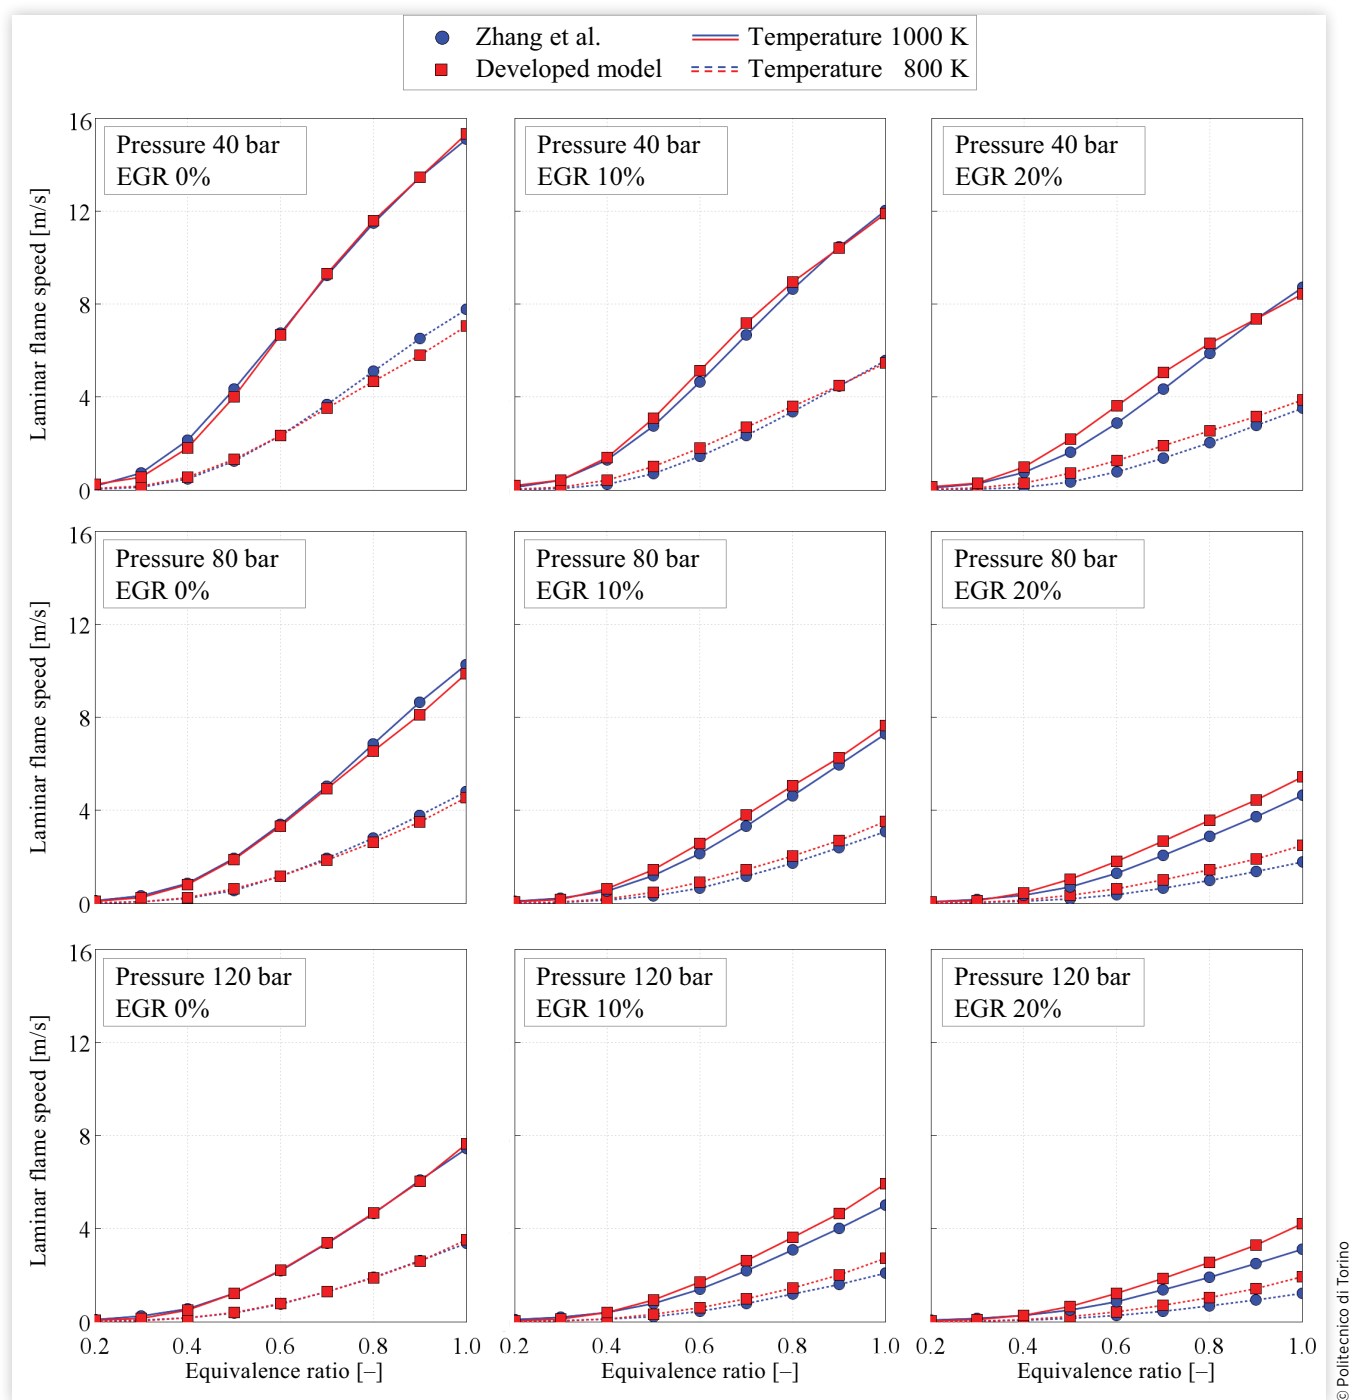 Zhang et al. Temperature 1000 K
Developed model Temperature 800 K
Laminar flame speed [m/s]
16
12
8
4
0
Pressure 40 bar
EGR 0%
Pressure 40 bar
EGR 10%
Pressure 40 bar
EGR 20%
Laminar flame speed [m/s]
16
12
8
4
0
Pressure 80 bar
EGR 0%
Pressure 80 bar
EGR 10%
Pressure 80 bar
EGR 20%
Laminar flame speed [m/s]
16
12
8
4
0
Pressure 120 bar
EGR 0%
Pressure 120 bar
EGR 10%
Pressure 120 bar
EGR 20%
0.2 0.4 0.6 0.8 1.0
Equivalence ratio [–]
0.2 0.4 0.6 0.8 1.0
Equivalence ratio [–]
0.2 0.4 0.6 0.8 1.0
Equivalence ratio [–]
© Politecnico di Torino